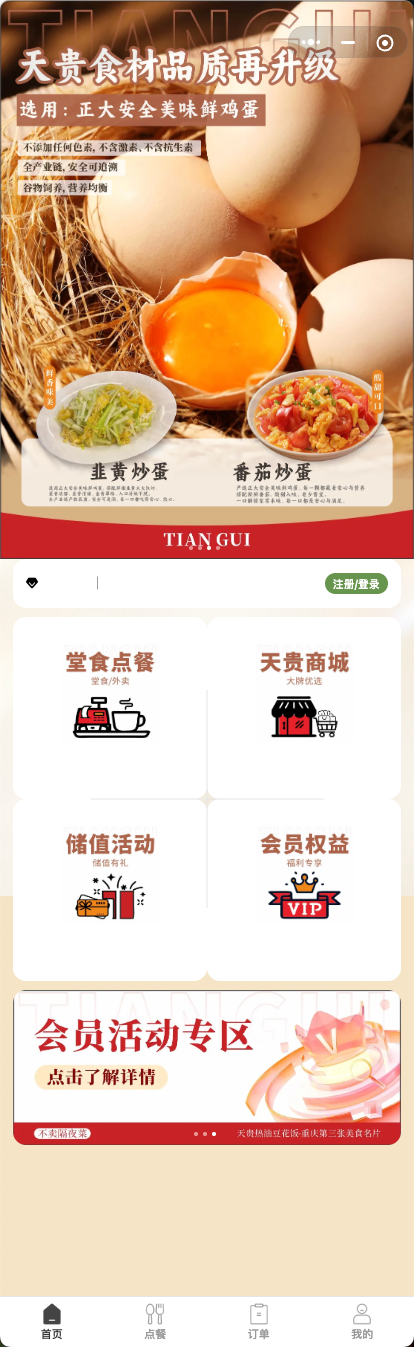 TIANGUI
天贵食材品质再升级
选用：正大安全美味鲜鸡蛋
不添加任何色素，不含激素、不含抗生素
全产业链，安全可追溯
谷物饲养，营养均衡
鲜香味美
酸甜可口
韭黄炒蛋
番茄炒蛋
TIAN GUI
注册/登录
堂食点餐
堂食/外卖
天贵商城
大牌优选
储值活动
储值有礼
会员权益
福利专享
VIP
TIANGUI
会员活动专区
点击了解详情
不卖隔夜菜
天贵热油豆花饭·重庆第三张美食名片
首页
点餐
订单
我的